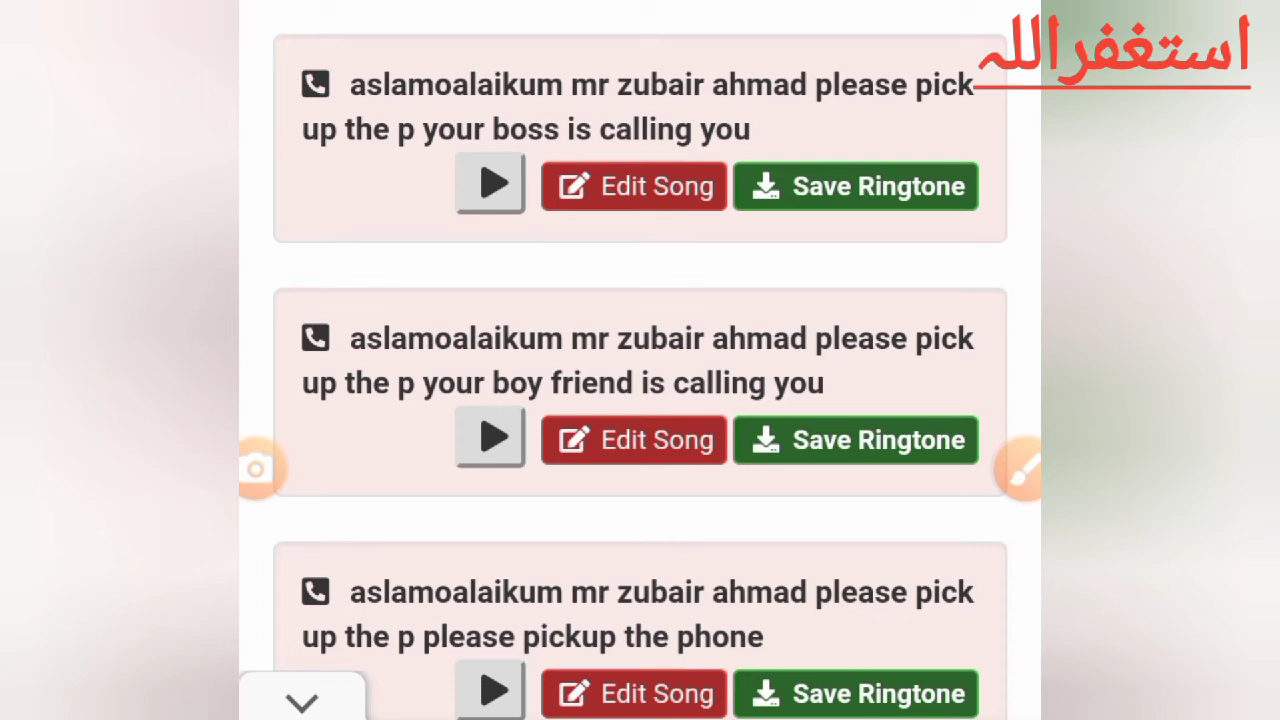 استغفراللہ
aslamoalaikum mr zubair ahmad please pick
up the p your boss is calling you
Edit Song Save Ringtone
aslamoalaikum mr zubair ahmad please pick
up the p your boy friend is calling you
Edit Song Save Ringtone
aslamoalaikum mr zubair ahmad please pick
up the p please pickup the phone
Edit Song Save Ringtone